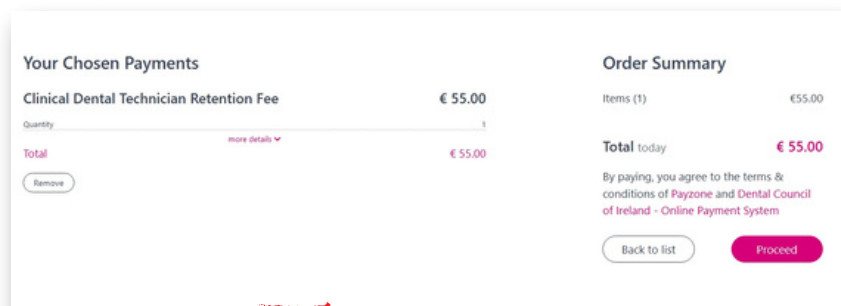 Your Chosen Payments
Clinical Dental Technician Retention Fee € 55.00
Quantity 1
more details
Total € 55.00
Remove
Order Summary
Items (1) €55.00
Total today € 55.00
By paying, you agree to the terms &
conditions of Payzone and Dental Council
of Ireland - Online Payment System
Back to list Proceed